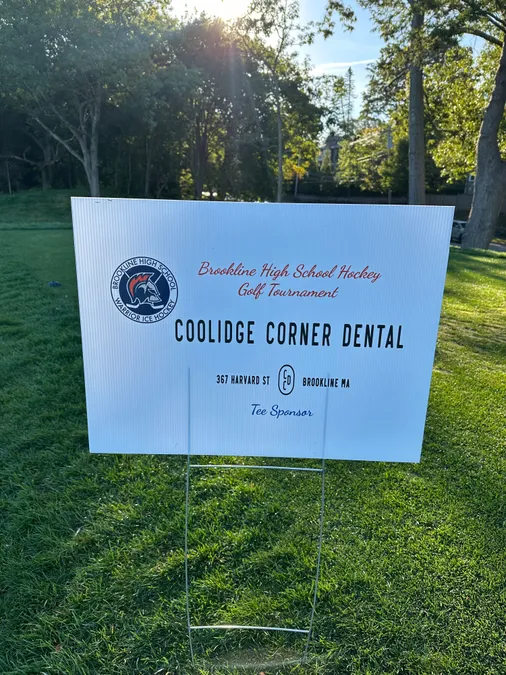 BROOKLINE HIGH SCHOOL
WARRIOR ICE HOCKEY
Brookline High School Hockey
Golf Tournament
COOLIDGE CORNER DENTAL
367 HARVARD ST CDC BROOKLINE MA
Tee Sponsor